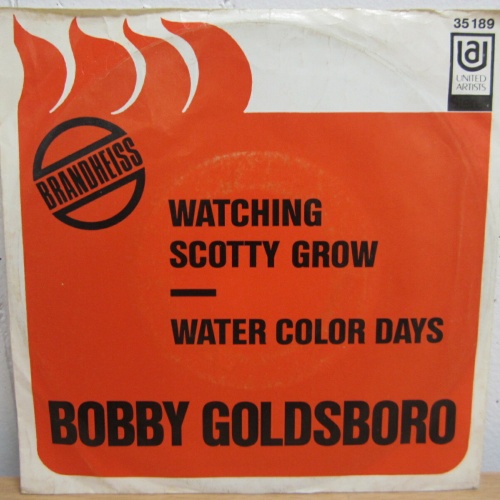 35 189
UNITED
ARTISTS
BRANDHEISS
WATCHING
SCOTTY GROW
WATER COLOR DAYS
BOBBY GOLDSBORO